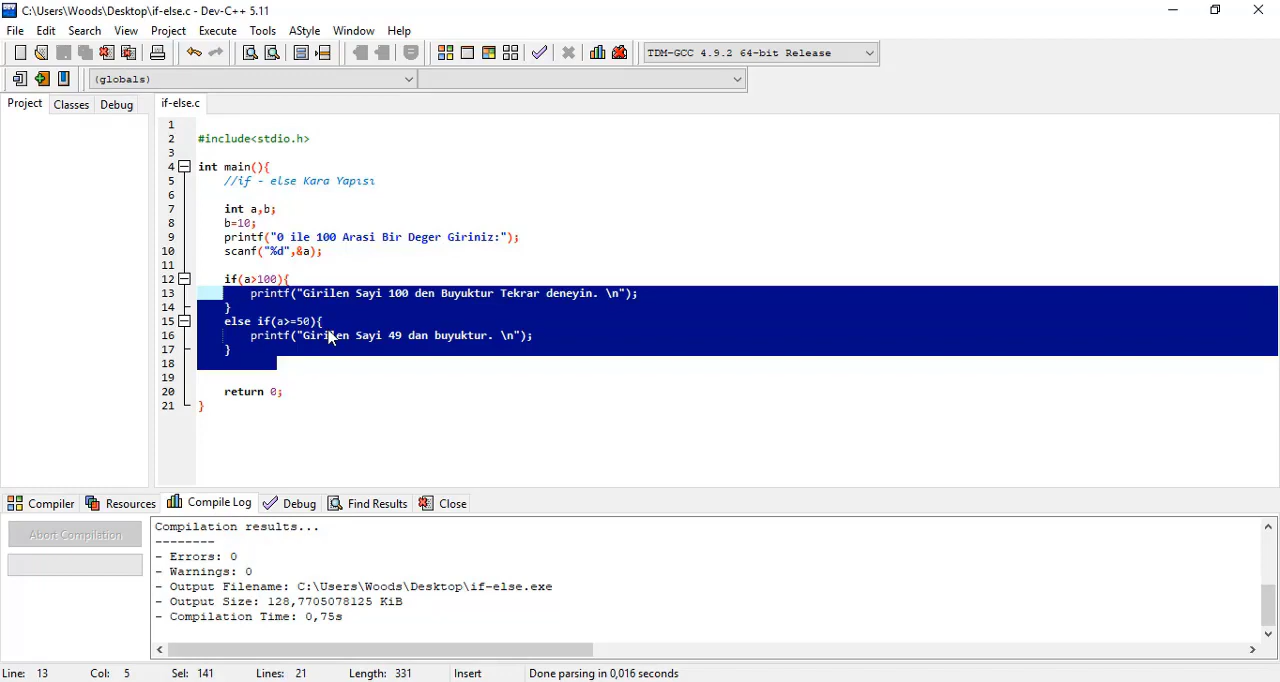 C:\Users\Woods\Desktop\if-else.c - Dev-C++ 5.11
File Edit Search View Project Execute Tools AStyle Window Help
TDM-GCC 4.9.2 64-bit Release
(globals)
Project Classes Debug if-else.c
1
2 #include<stdio.h>
3
4 int main(){
5 //if - else Kara Yapısı
6
7 int a,b;
8 b=10;
9 printf("0 ile 100 Arasi Bir Deger Giriniz:");
10 scanf("%d",&a);
11
12 if(a>100){
13 printf("Girilen Sayi 100 den Buyuktur Tekrar deneyin. \n");
14 }
15 else if(a>=50){
16 printf("Girilen Sayi 49 dan buyuktur. \n");
17 }
18
19
20 return 0;
21 }
Compiler Resources Compile Log Debug Find Results Close
Abort Compilation
Compilation results...
--------
- Errors: 0
- Warnings: 0
- Output Filename: C:\Users\Woods\Desktop\if-else.exe
- Output Size: 128,7705078125 KiB
- Compilation Time: 0,75s
Line: 13 Col: 5 Sel: 141 Lines: 21 Length: 331 Insert Done parsing in 0,016 seconds